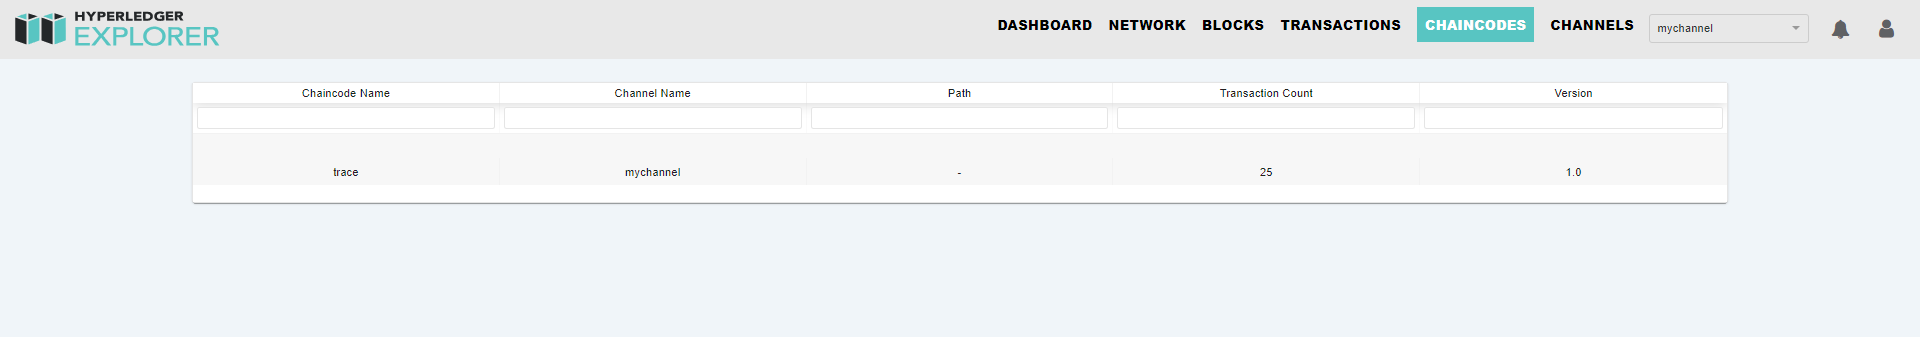 HYPERLEDGER
EXPLORER
DASHBOARD NETWORK BLOCKS TRANSACTIONS CHAINCODES CHANNELS mychannel
Chaincode Name Channel Name Path Transaction Count Version
trace mychannel - 25 1.0